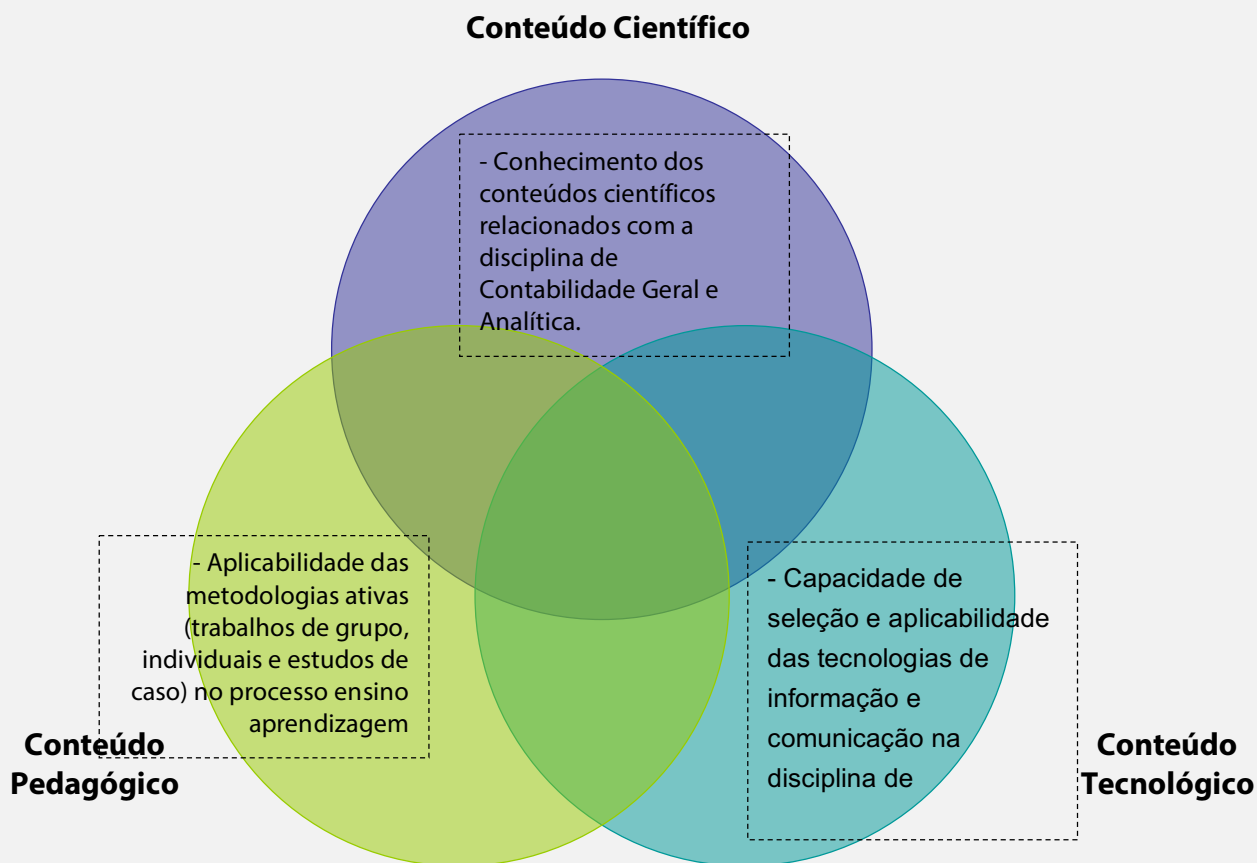 Conteúdo Científico
- Conhecimento dos
conteúdos científicos
relacionados com a
disciplina de
Contabilidade Geral e
Analítica.
- Aplicabilidade das
metodologias ativas
(trabalhos de grupo,
individuais e estudos de
caso) no processo ensino
aprendizagem
Conteúdo
Pedagógico
- Capacidade de
seleção e aplicabilidade
das tecnologias de
informação e
comunicação na
disciplina de
Conteúdo
Tecnológico